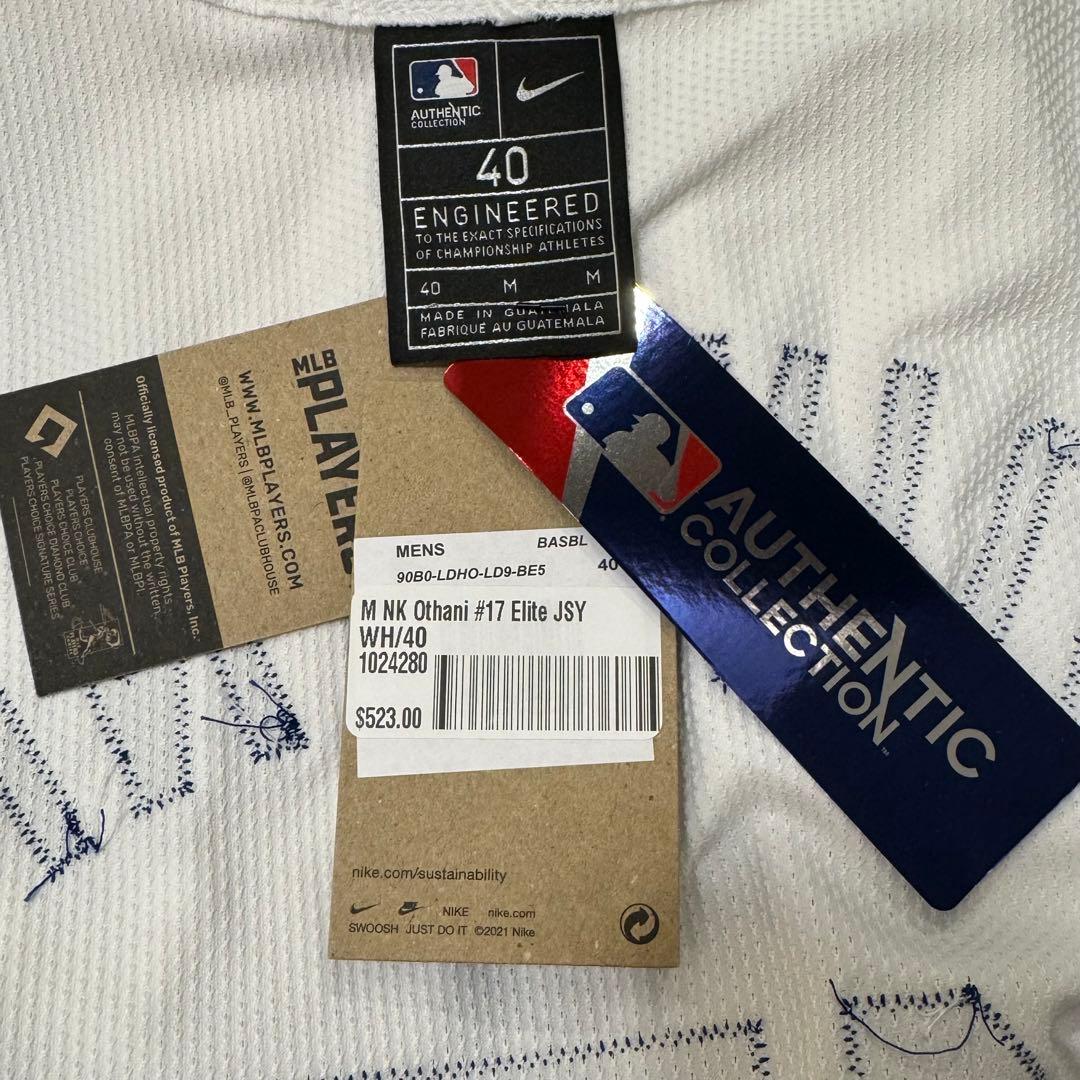 AUTHENTIC
COLLECTION
40
ENGINEERED
TO THE EXACT SPECIFICATIONS
OF CHAMPIONSHIP ATHLETES
40 M M
MADE IN GUATEMALA
FABRIQUÉ AU GUATEMALA
MLB
PLAYERS
WWW.MLBPLAYERS.COM
@MLB_PLAYERS | @MLBPACLUBHOUSE
Officially licensed product of MLB Players, Inc.
MLBPA intellectual property rights
may not be used without the written
consent of MLBPA or MLBPI.
PLAYERS CLUBHOUSE
PLAYERS CHOICE®
PLAYERS CHOICE CLUB
PLAYERS CHOICE DIAMOND CLUB
PLAYERS CHOICE SIGNATURE SERIES
AUTHENTIC
COLLECTION™
MENS BASBL
90B0-LDHO-LD9-BE5 40
M NK Othani #17 Elite JSY
WH/40
1024280
$523.00
nike.com/sustainability
NIKE nike.com
SWOOSH JUST DO IT ©2021 Nike